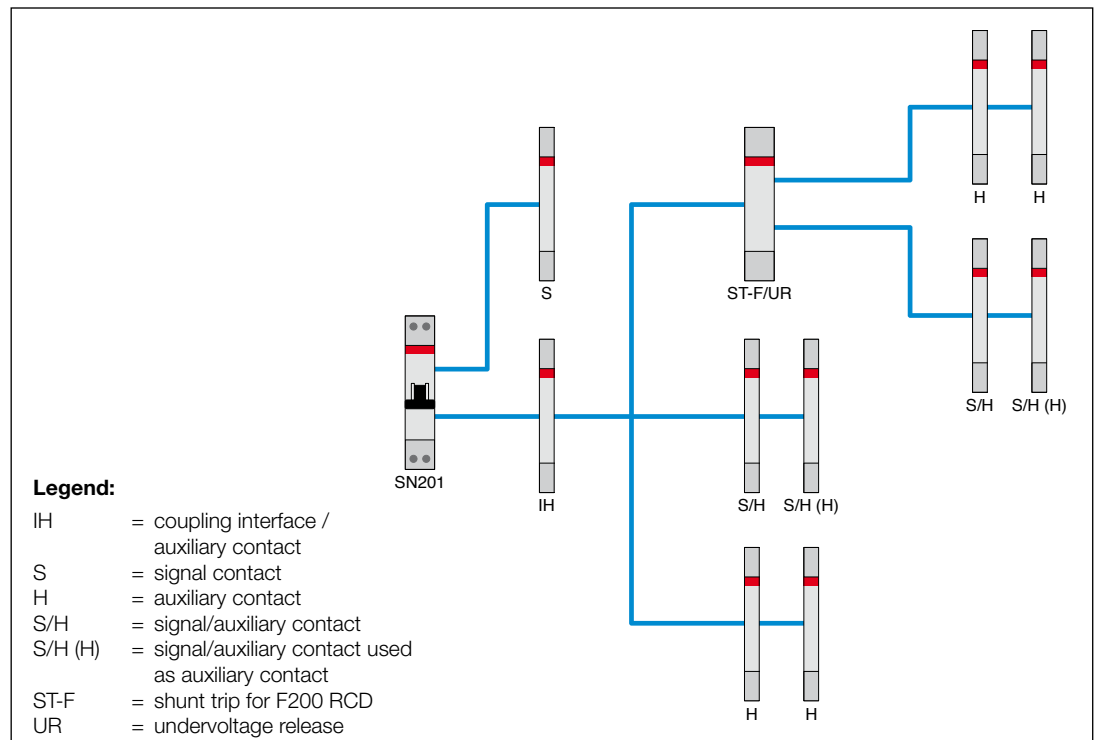 H H
S ST-F/UR
S/H S/H (H)
SN201
IH S/H S/H (H)
H H
Legend:
IH = coupling interface /
auxiliary contact
S = signal contact
H = auxiliary contact
S/H = signal/auxiliary contact
S/H (H) = signal/auxiliary contact used
as auxiliary contact
ST-F = shunt trip for F200 RCD
UR = undervoltage release